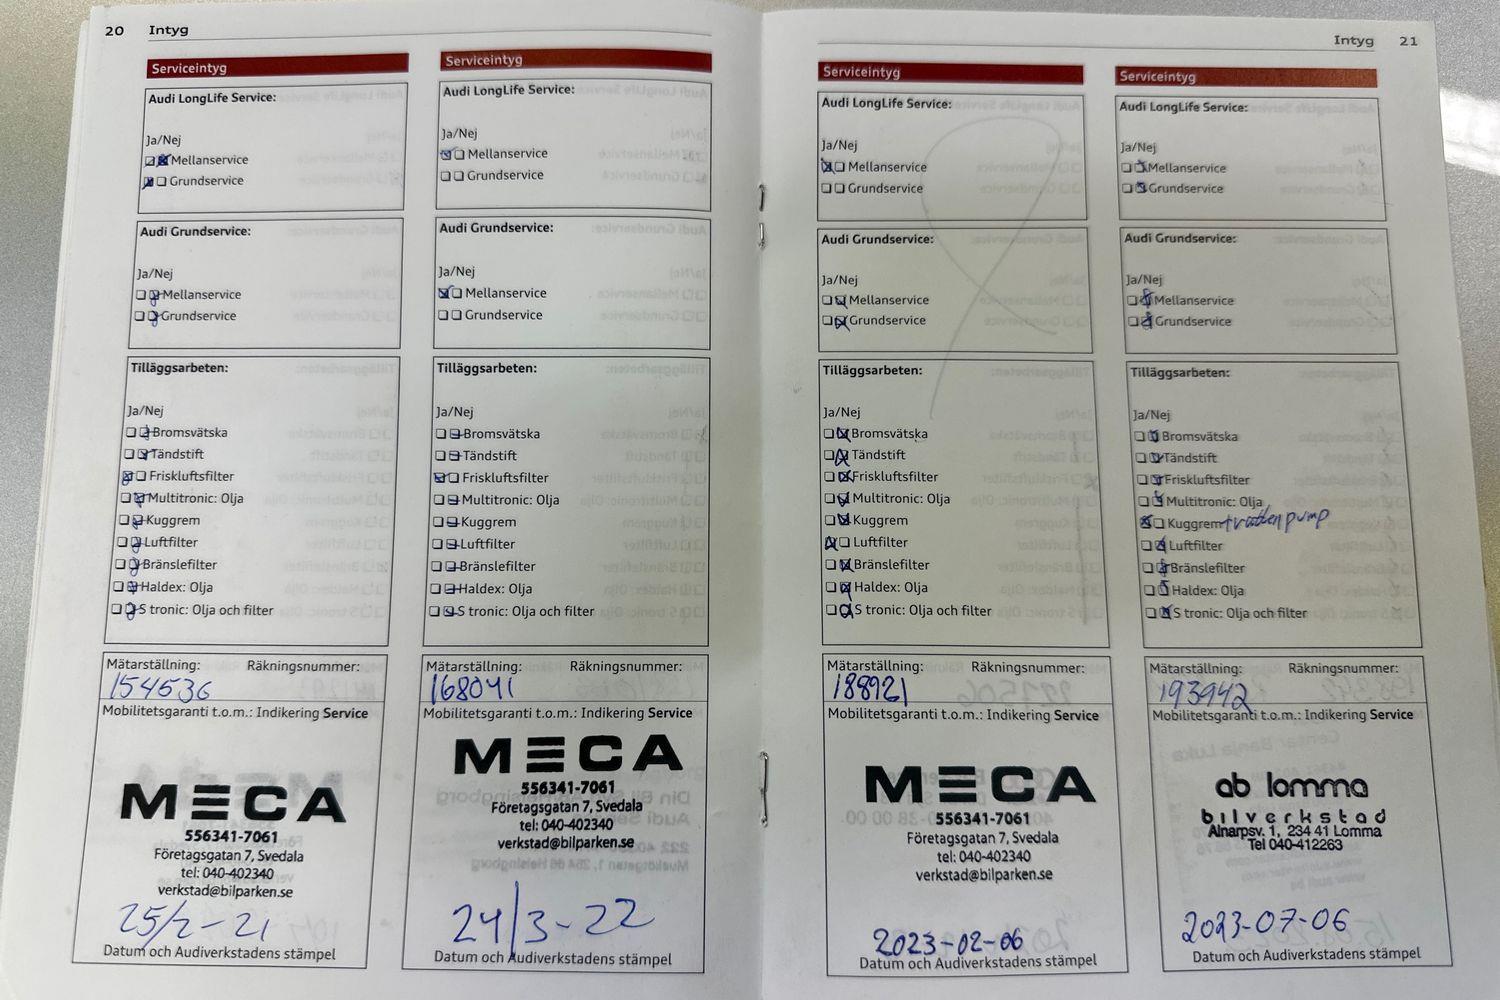 20 Intyg
Serviceintyg
Audi LongLife Service:
Ja/Nej
Mellanservice
Grundservice
Audi Grundservice:
Ja/Nej
Mellanservice
Grundservice
Tilläggsarbeten:
Ja/Nej
Bromsvätska
Tändstift
Friskluftsfilter
Multitronic: Olja
Kuggrem
Luftfilter
Bränslefilter
Haldex: Olja
S tronic: Olja och filter
Mätarställning: Räkningsnummer:
154536
Mobilitetsgaranti t.o.m.: Indikering Service
MECA
556341-7061
Företagsgatan 7, Svedala
tel: 040-402340
verkstad@bilparken.se
25/2-21
Datum och Audiverkstadens stämpel
Serviceintyg
Audi LongLife Service:
Ja/Nej
Mellanservice
Grundservice
Audi Grundservice:
Ja/Nej
Mellanservice
Grundservice
Tilläggsarbeten:
Ja/Nej
Bromsvätska
Tändstift
Friskluftsfilter
Multitronic: Olja
Kuggrem
Luftfilter
Bränslefilter
Haldex: Olja
S tronic: Olja och filter
Mätarställning: Räkningsnummer:
168041
Mobilitetsgaranti t.o.m.: Indikering Service
MECA
556341-7061
Företagsgatan 7, Svedala
tel: 040-402340
verkstad@bilparken.se
24/3-22
Datum och Audiverkstadens stämpel
Intyg 21
Serviceintyg
Audi LongLife Service:
Ja/Nej
Mellanservice
Grundservice
Audi Grundservice:
Ja/Nej
Mellanservice
Grundservice
Tilläggsarbeten:
Ja/Nej
Bromsvätska
Tändstift
Friskluftsfilter
Multitronic: Olja
Kuggrem
Luftfilter
Bränslefilter
Haldex: Olja
S tronic: Olja och filter
Mätarställning: Räkningsnummer:
188921
Mobilitetsgaranti t.o.m.: Indikering Service
MECA
556341-7061
Företagsgatan 7, Svedala
tel: 040-402340
verkstad@bilparken.se
2023-02-06
Datum och Audiverkstadens stämpel
Serviceintyg
Audi LongLife Service:
Ja/Nej
Mellanservice
Grundservice
Audi Grundservice:
Ja/Nej
Mellanservice
Grundservice
Tilläggsarbeten:
Ja/Nej
Bromsvätska
Tändstift
Friskluftsfilter
Multitronic: Olja
Kuggrem + vattenpump
Luftfilter
Bränslefilter
Haldex: Olja
S tronic: Olja och filter
Mätarställning: Räkningsnummer:
193942
Mobilitetsgaranti t.o.m.: Indikering Service
ab lomma
bilverkstad
Alnarpsv. 1, 234 41 Lomma
Tel 040-412263
2023-07-06
Datum och Audiverkstadens stämpel